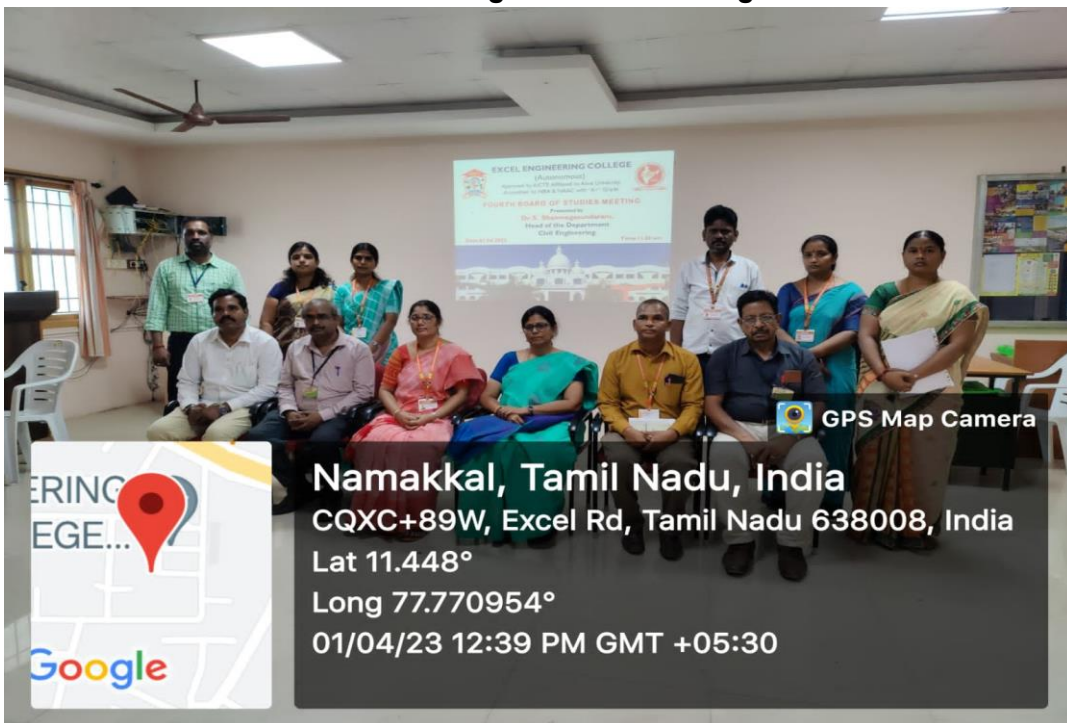 EXCEL ENGINEERING COLLEGE
(Autonomous)
FOURTH BOARD OF STUDIES MEETING
Presented by
Head of the Department
Civil Engineering
GPS Map Camera
ERING
EGE...
Google
Namakkal, Tamil Nadu, India
CQXC+89W, Excel Rd, Tamil Nadu 638008, India
Lat 11.448°
Long 77.770954°
01/04/23 12:39 PM GMT +05:30